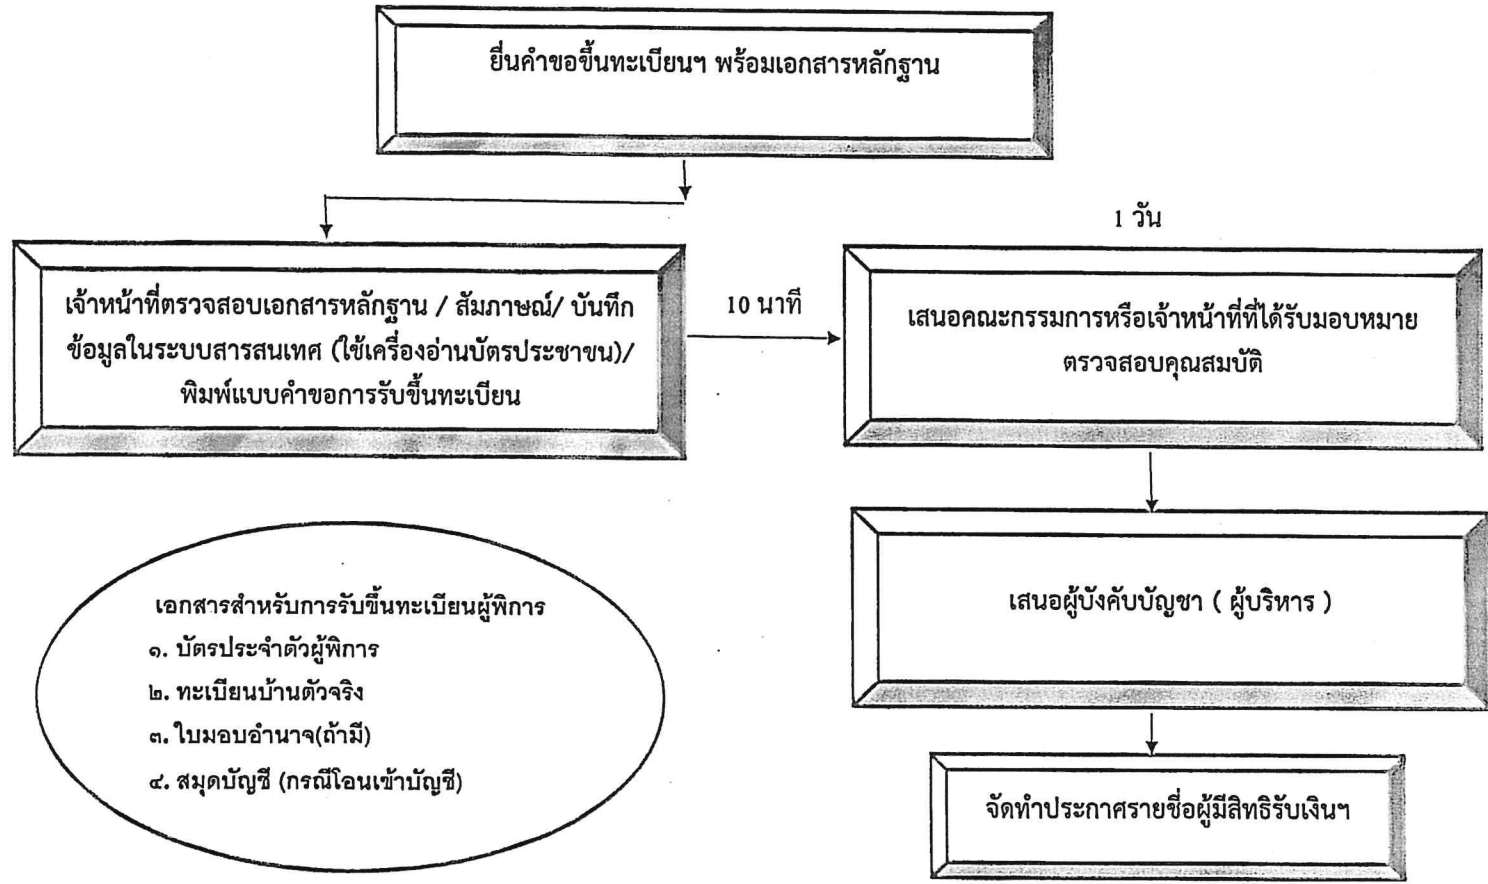 ยื่นคำขอขึ้นทะเบียนฯ พร้อมเอกสารหลักฐาน
เจ้าหน้าที่ตรวจสอบเอกสารหลักฐาน / สัมภาษณ์/ บันทึก
ข้อมูลในระบบสารสนเทศ (ใช้เครื่องอ่านบัตรประชาชน)/
พิมพ์แบบคำขอการรับขึ้นทะเบียน
10 นาที
1 วัน
เสนอคณะกรรมการหรือเจ้าหน้าที่ที่ได้รับมอบหมาย
ตรวจสอบคุณสมบัติ
เสนอผู้บังคับบัญชา ( ผู้บริหาร )
จัดทำประกาศรายชื่อผู้มีสิทธิรับเงินฯ
เอกสารสำหรับการรับขึ้นทะเบียนผู้พิการ
๑. บัตรประจำตัวผู้พิการ
๒. ทะเบียนบ้านตัวจริง
๓. ใบมอบอำนาจ(ถ้ามี)
๔. สมุดบัญชี (กรณีโอนเข้าบัญชี)